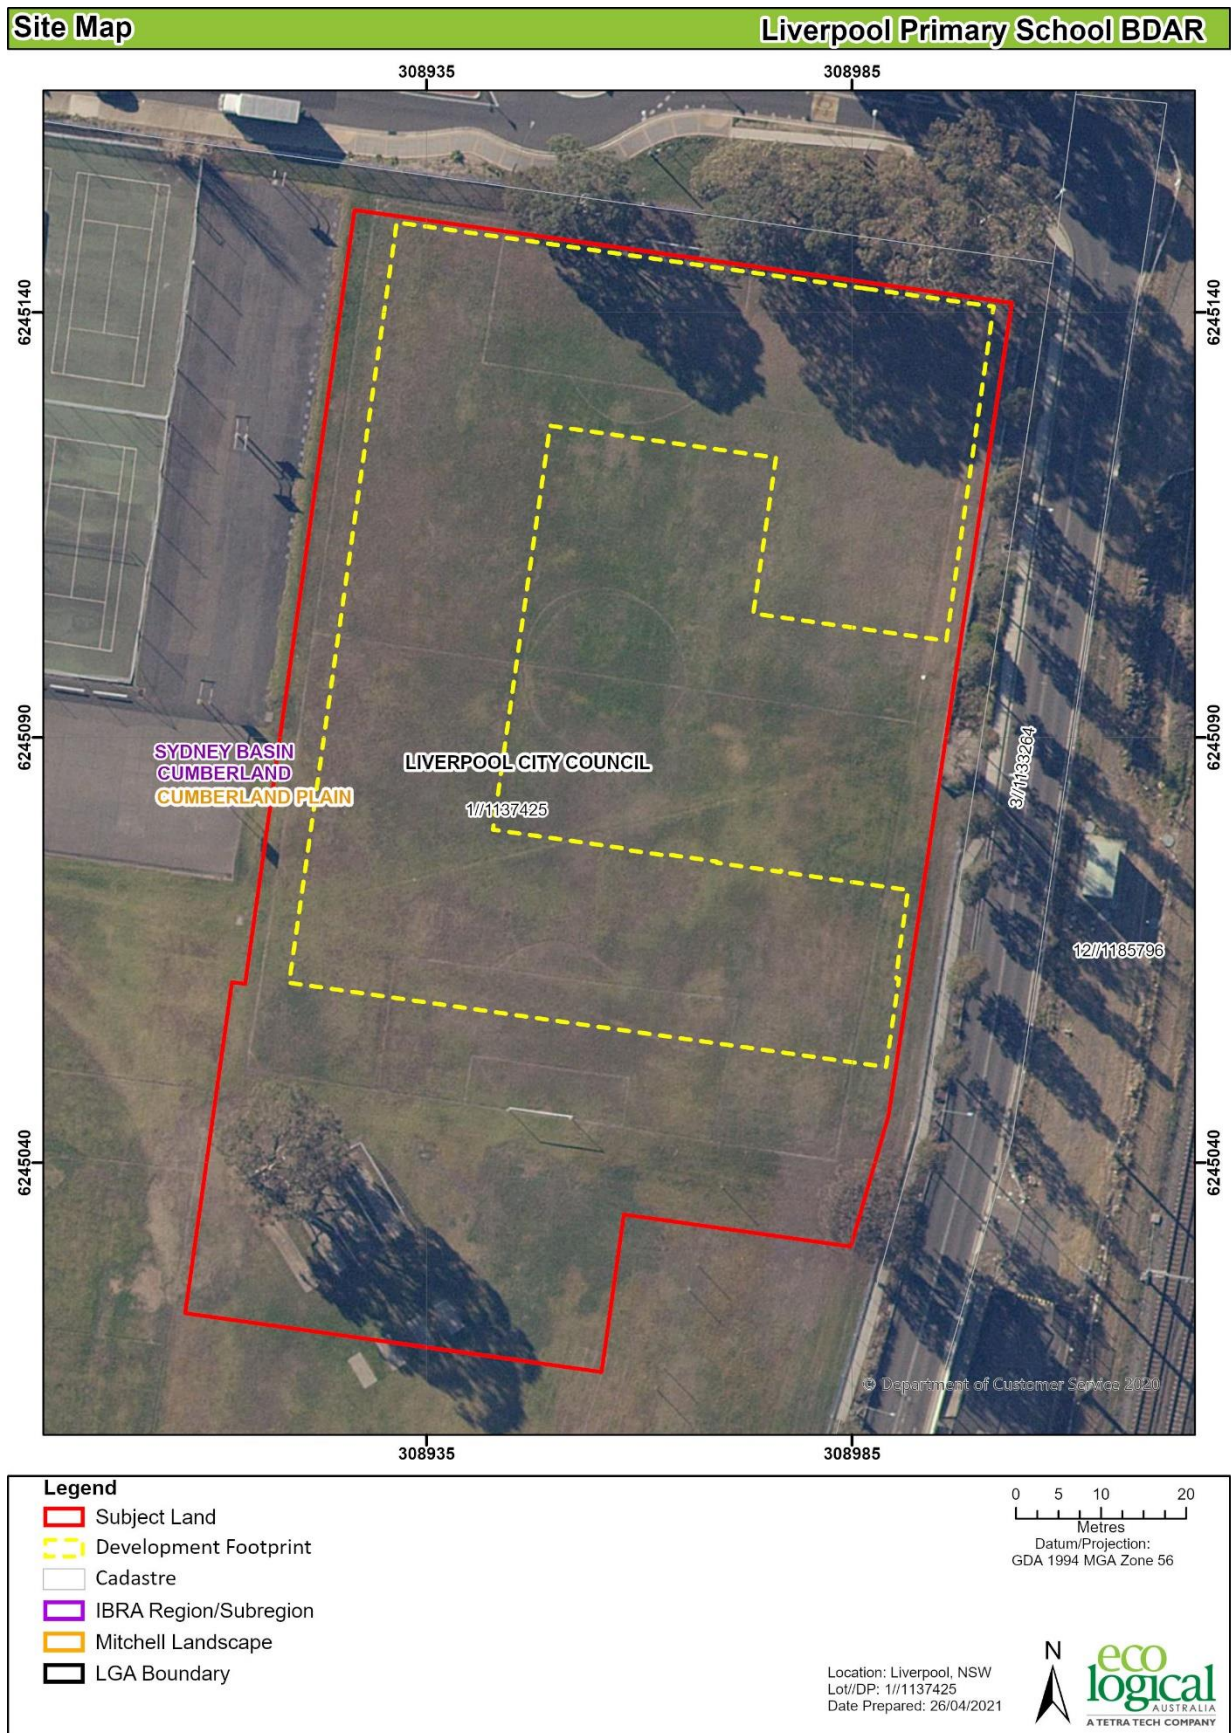 Site Map
Liverpool Primary School BDAR
308935
308985
6245140
6245140
6245090
6245090
SYDNEY BASIN
CUMBERLAND
CUMBERLAND PLAIN
LIVERPOOL CITY COUNCIL
1//1137425
3//1133264
12//1185796
6245040
6245040
© Department of Customer Service 2020
308935
308985
Legend
Subject Land
Development Footprint
Cadastre
IBRA Region/Subregion
Mitchell Landscape
LGA Boundary
0 5 10 20
Metres
Datum/Projection:
GDA 1994 MGA Zone 56
Location: Liverpool, NSW
Lot//DP: 1//1137425
Date Prepared: 26/04/2021
N
eco
logical
AUSTRALIA
A TETRA TECH COMPANY